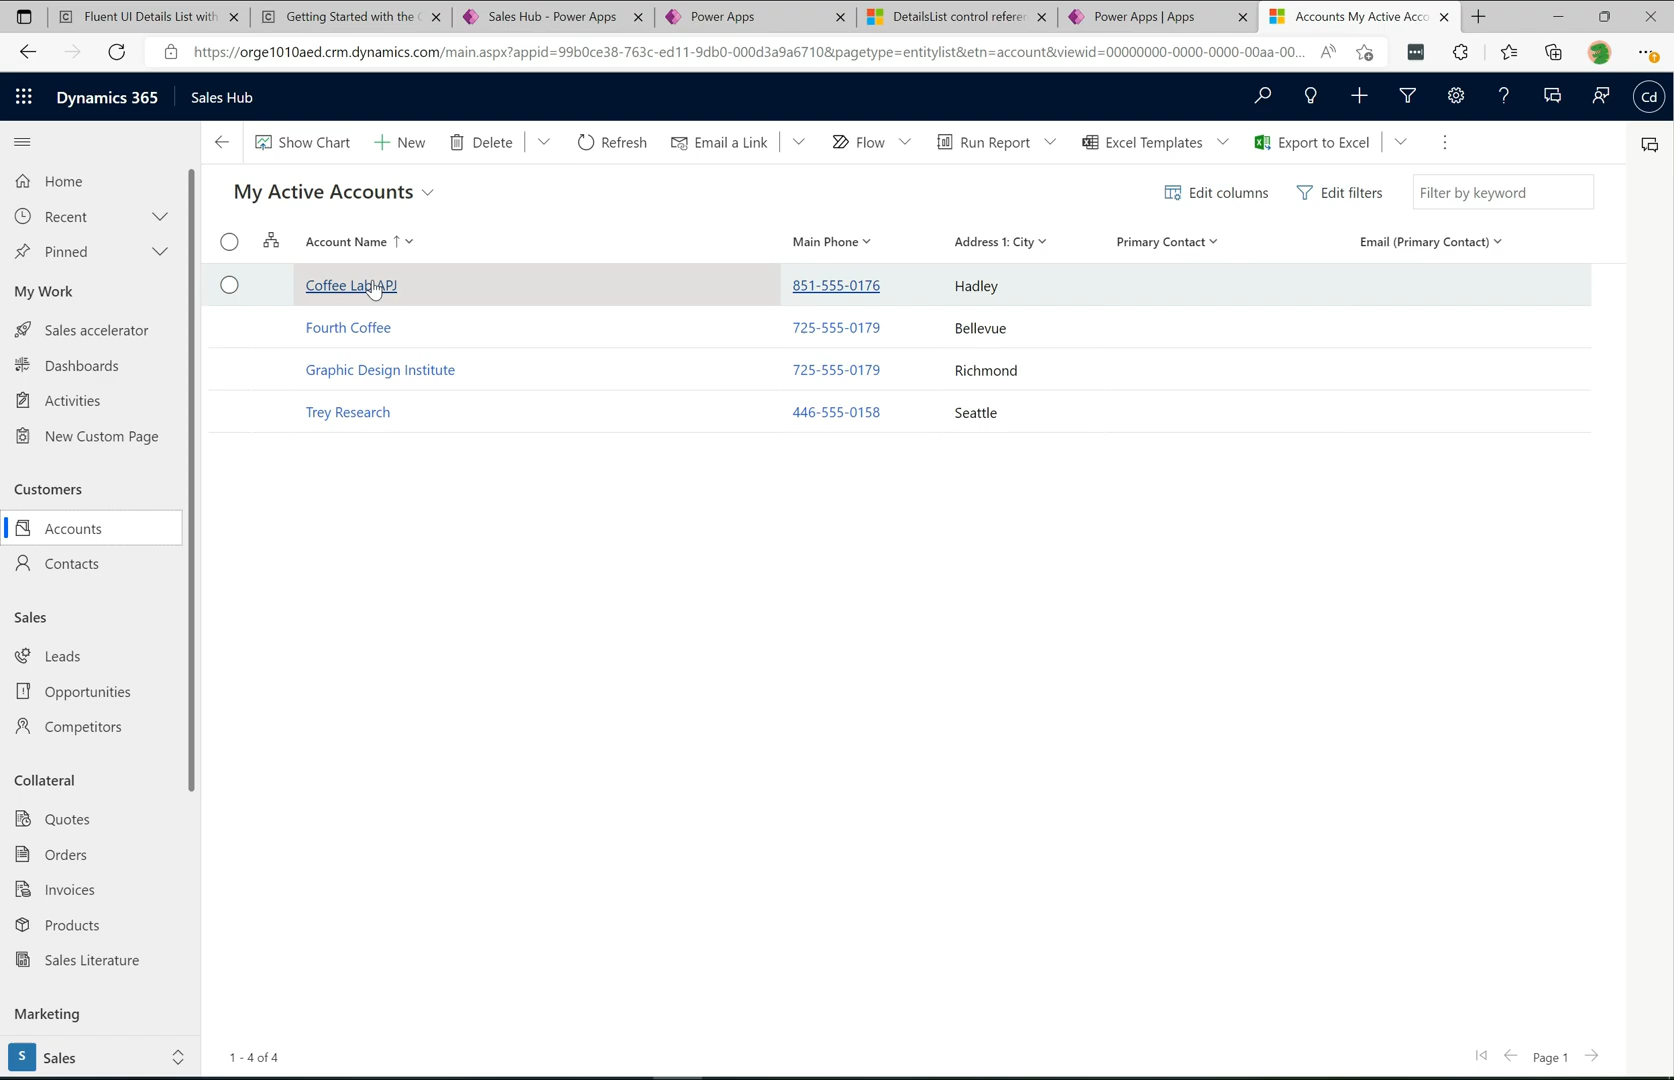 Fluent UI Details List with
Getting Started with the
Sales Hub - Power Apps
Power Apps
DetailsList control referen
Power Apps | Apps
Accounts My Active Acco
https://orge1010aed.crm.dynamics.com/main.aspx?appid=99b0ce38-763c-ed11-9db0-000d3a9a6710&pagetype=entitylist&etn=account&viewid=00000000-0000-0000-00aa-00...
Dynamics 365
Sales Hub
Cd
Show Chart
New
Delete
Refresh
Email a Link
Flow
Run Report
Excel Templates
Export to Excel
Home
Recent
Pinned
My Work
Sales accelerator
Dashboards
Activities
New Custom Page
Customers
Accounts
Contacts
Sales
Leads
Opportunities
Competitors
Collateral
Quotes
Orders
Invoices
Products
Sales Literature
Marketing
S Sales
My Active Accounts
Edit columns
Edit filters
Filter by keyword
Account Name Main Phone Address 1: City Primary Contact Email (Primary Contact)
Coffee Lab APJ 851-555-0176 Hadley
Fourth Coffee 725-555-0179 Bellevue
Graphic Design Institute 725-555-0179 Richmond
Trey Research 446-555-0158 Seattle
1 - 4 of 4
Page 1